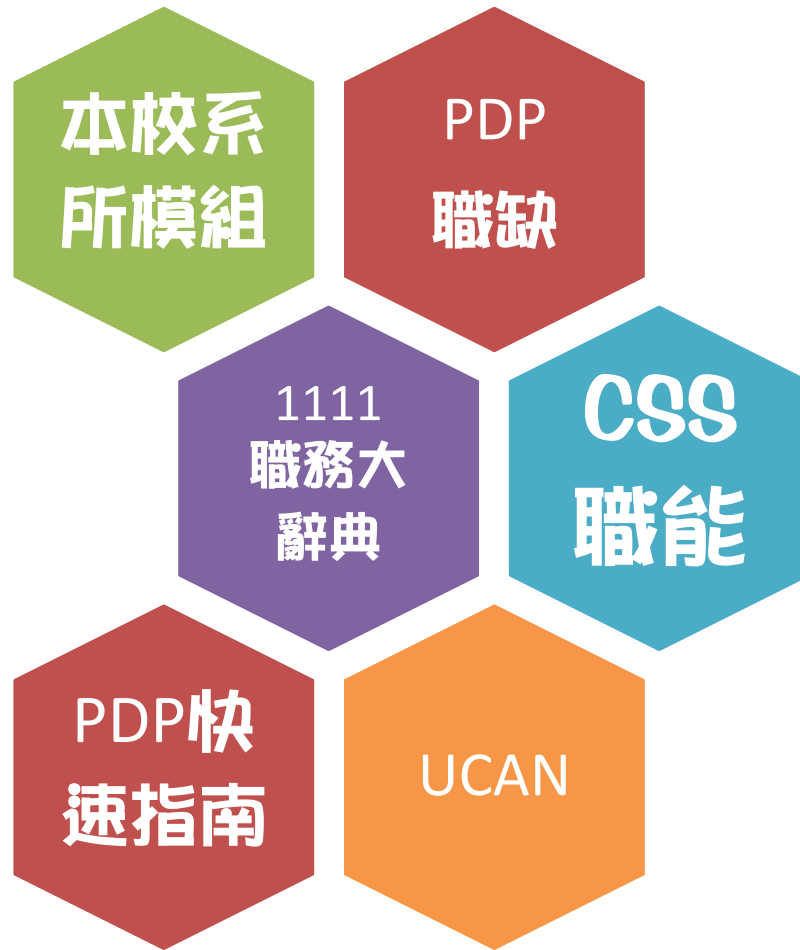 本校系
所模組
PDP
職缺
1111
職務大
辭典
CSS
職能
PDP快
速指南
UCAN